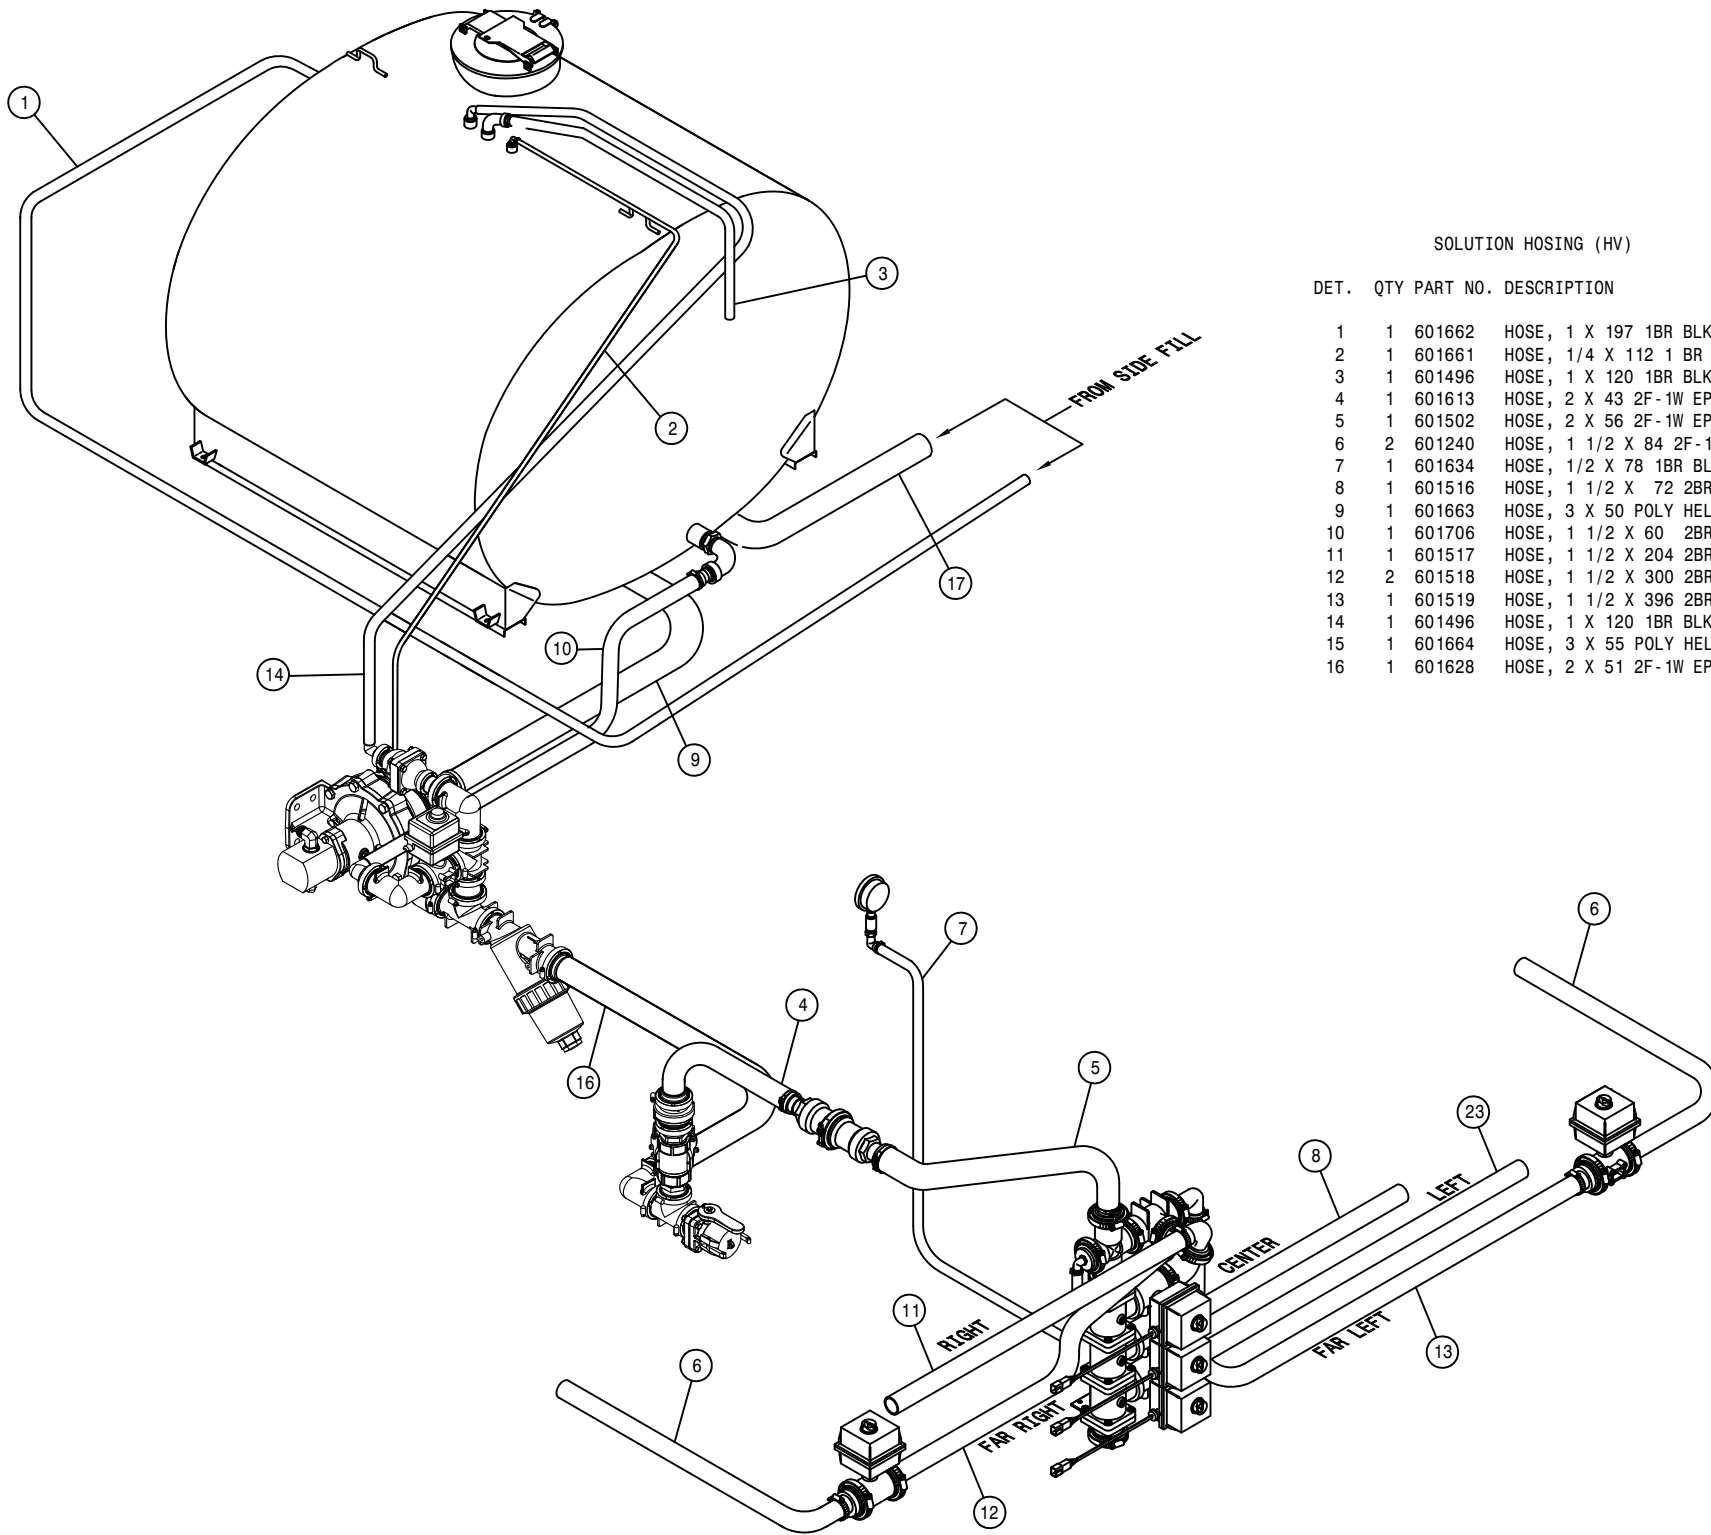 SOLUTION HOSING (HV)
DET. QTY PART NO. DESCRIPTION
1 1 601662 HOSE, 1 X 197 1BR BLK
2 1 601661 HOSE, 1/4 X 112 1 BR
3 1 601496 HOSE, 1 X 120 1BR BLK
4 1 601613 HOSE, 2 X 43 2F-1W EP
5 1 601502 HOSE, 2 X 56 2F-1W EP
6 2 601240 HOSE, 1 1/2 X 84 2F-1
7 1 601634 HOSE, 1/2 X 78 1BR BL
8 1 601516 HOSE, 1 1/2 X 72 2BR
9 1 601663 HOSE, 3 X 50 POLY HEL
10 1 601706 HOSE, 1 1/2 X 60 2BR
11 1 601517 HOSE, 1 1/2 X 204 2BR
12 2 601518 HOSE, 1 1/2 X 300 2BR
13 1 601519 HOSE, 1 1/2 X 396 2BR
14 1 601496 HOSE, 1 X 120 1BR BLK
15 1 601664 HOSE, 3 X 55 POLY HEL
16 1 601628 HOSE, 2 X 51 2F-1W EP
1
3
FROM SIDE FILL
2
17
10
14
9
7
6
4
16
5
23
8
LEFT
CENTER
11
RIGHT
FAR LEFT
13
6
FAR RIGHT
12